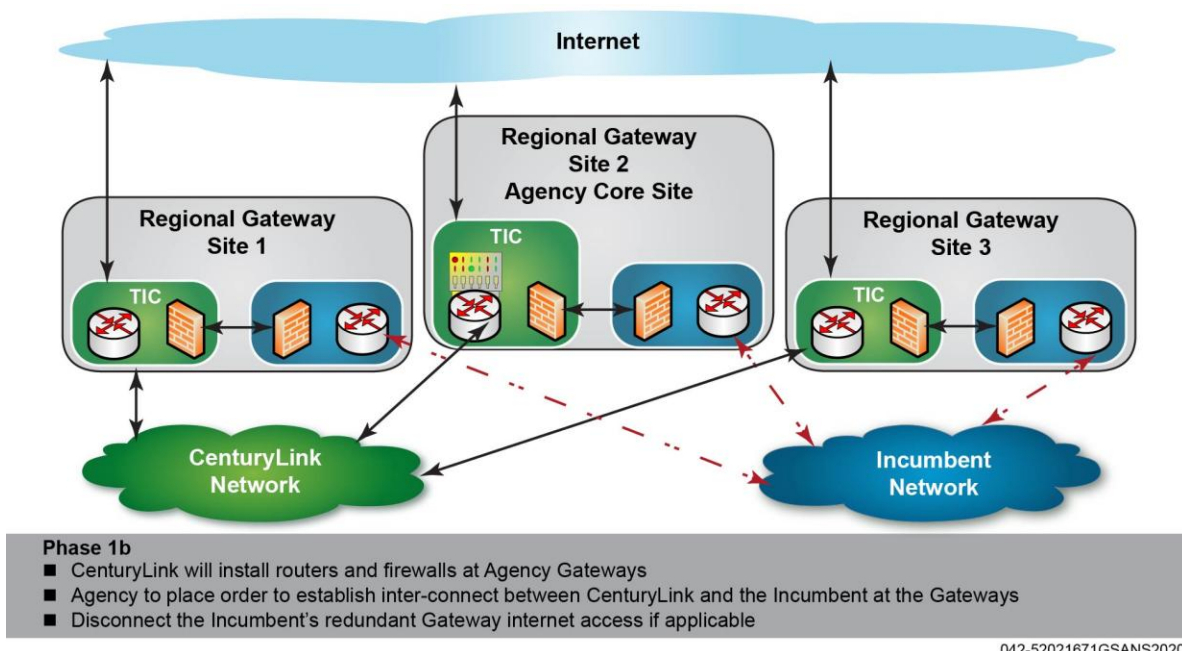 Internet
Regional Gateway
Site 2
Agency Core Site
Regional Gateway
Site 1
Regional Gateway
Site 3
TIC
TIC
TIC
CenturyLink
Network
Incumbent
Network
Phase 1b
■ CenturyLink will install routers and firewalls at Agency Gateways
■ Agency to place order to establish inter-connect between CenturyLink and the Incumbent at the Gateways
■ Disconnect the Incumbent's redundant Gateway internet access if applicable
042-52021671GSANS2020